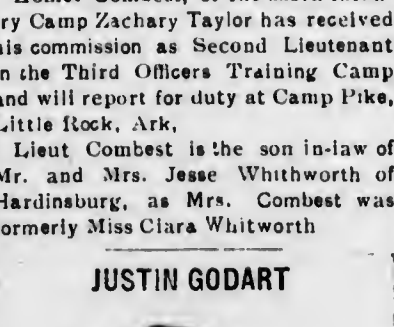 ry Camp Zachary Taylor has received
his commission as Second Lieutenant
in the Third Officers Training Camp
and will report for duty at Camp Pike,
Little Rock, Ark,
Lieut Combest is the son in-law of
Mr. and Mrs. Jesse Whithworth of
Hardinsburg, as Mrs. Combest was
formerly Miss Clara Whitworth
JUSTIN GODART